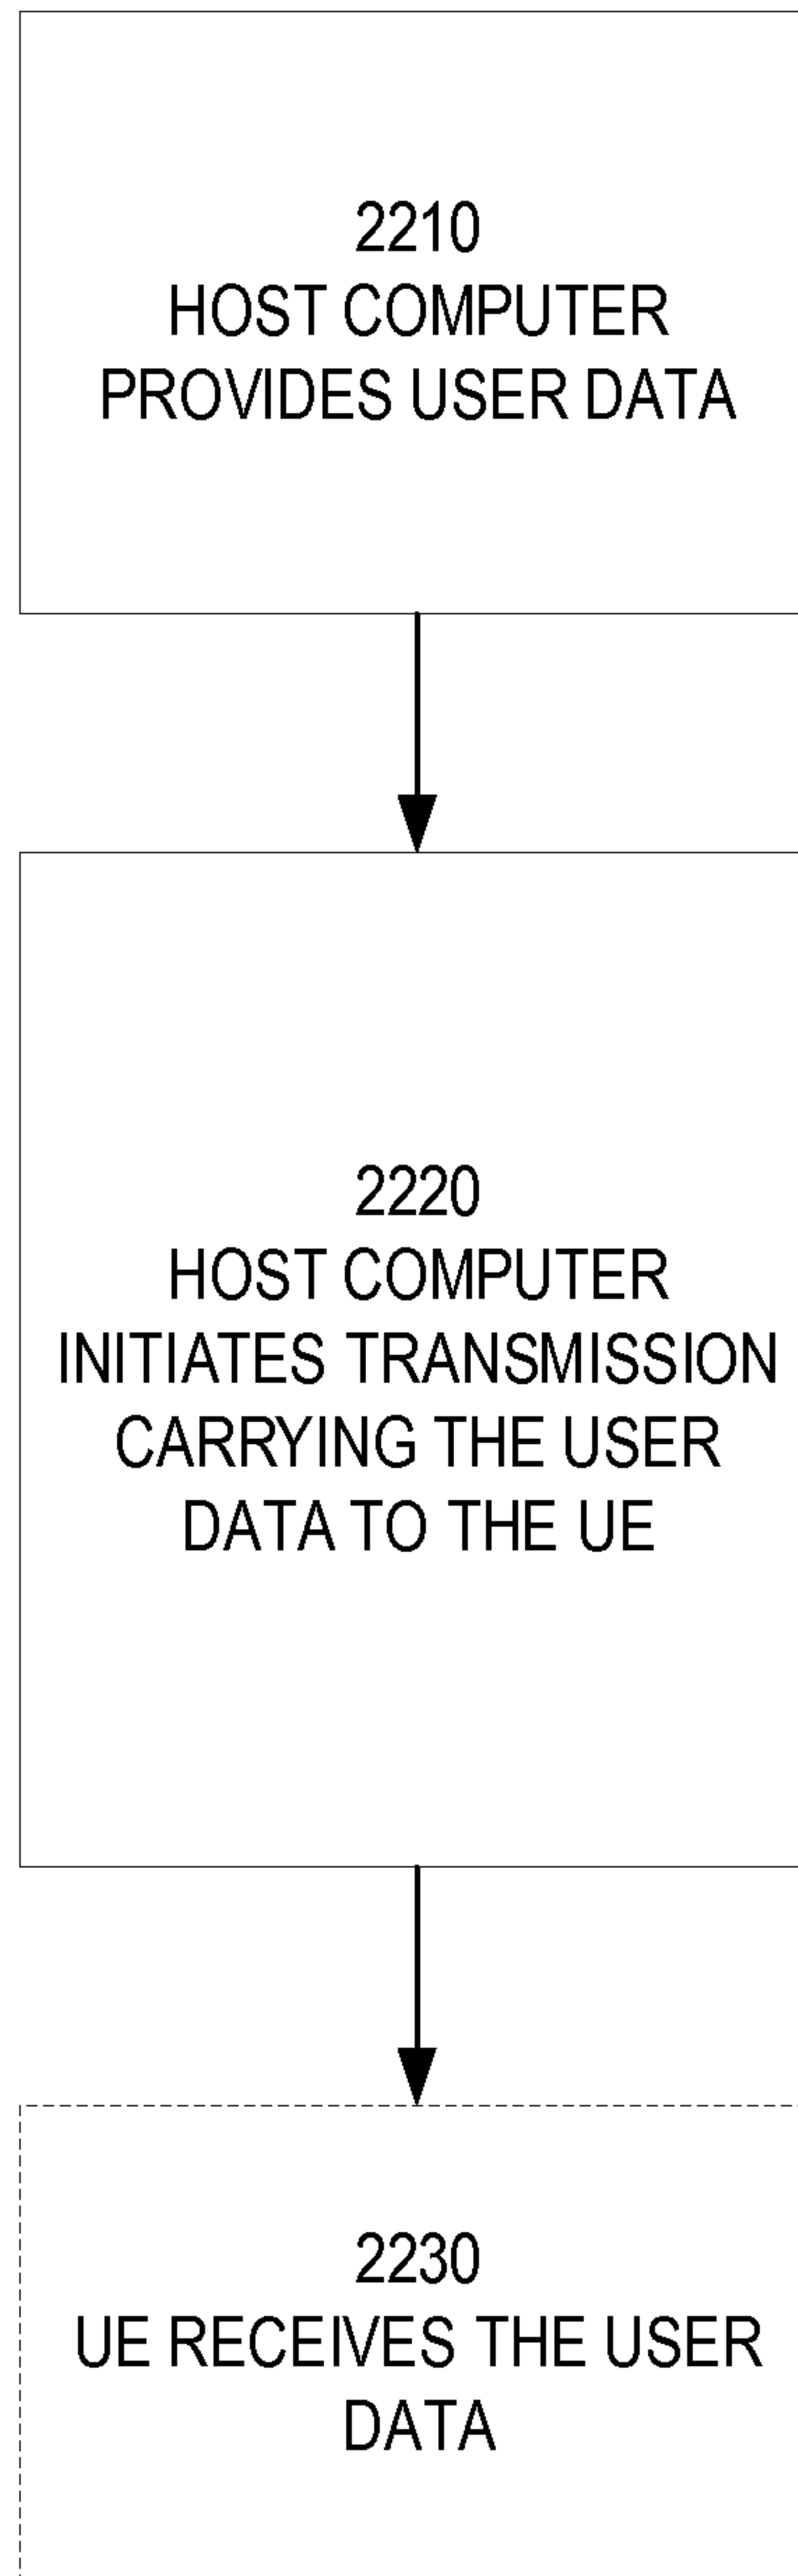 2210
HOST COMPUTER
PROVIDES USER DATA
2220
HOST COMPUTER
INITIATES TRANSMISSION
CARRYING THE USER
DATA TO THE UE
2230
UE RECEIVES THE USER
DATA